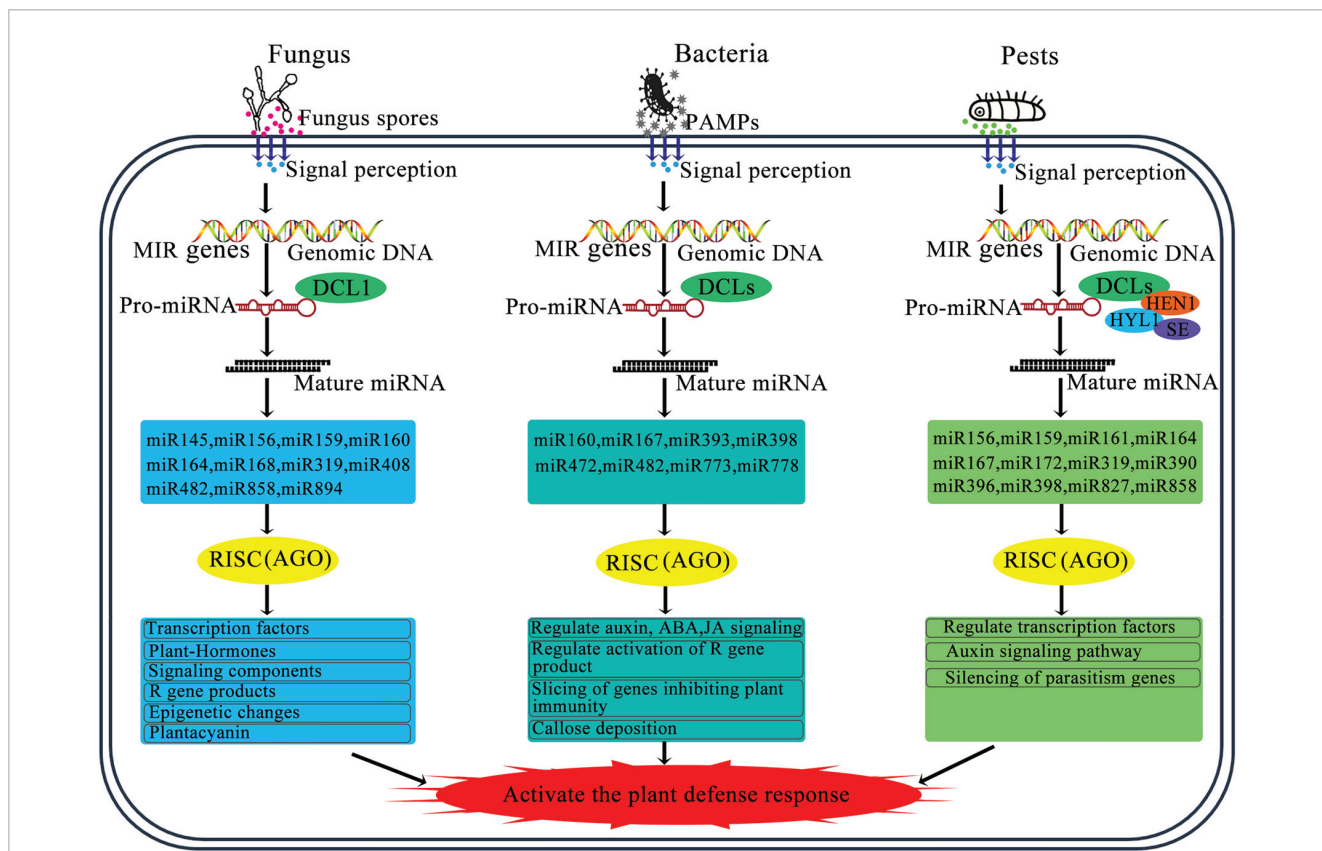 Fungus
Fungus spores
Signal perception
MIR genes
Genomic DNA
DCL1
Pro-miRNA
Mature miRNA
miR145,miR156,miR159,miR160
miR164,miR168,miR319,miR408
miR482,miR858,miR894
RISC(AGO)
Transcription factors
Plant-Hormones
Signaling components
R gene products
Epigenetic changes
Plantacyanin
Bacteria
PAMPs
Signal perception
MIR genes
Genomic DNA
DCLs
Pro-miRNA
Mature miRNA
miR160,miR167,miR393,miR398
miR472,miR482,miR773,miR778
RISC(AGO)
Regulate auxin, ABA,JA signaling
Regulate activation of R gene
product
Slicing of genes inhibiting plant
immunity
Callose deposition
Pests
Signal perception
MIR genes
Genomic DNA
DCLs
HEN1
HYL1
SE
Pro-miRNA
Mature miRNA
miR156,miR159,miR161,miR164
miR167,miR172,miR319,miR390
miR396,miR398,miR827,miR858
RISC(AGO)
Regulate transcription factors
Auxin signaling pathway
Silencing of parasitism genes
Activate the plant defense response